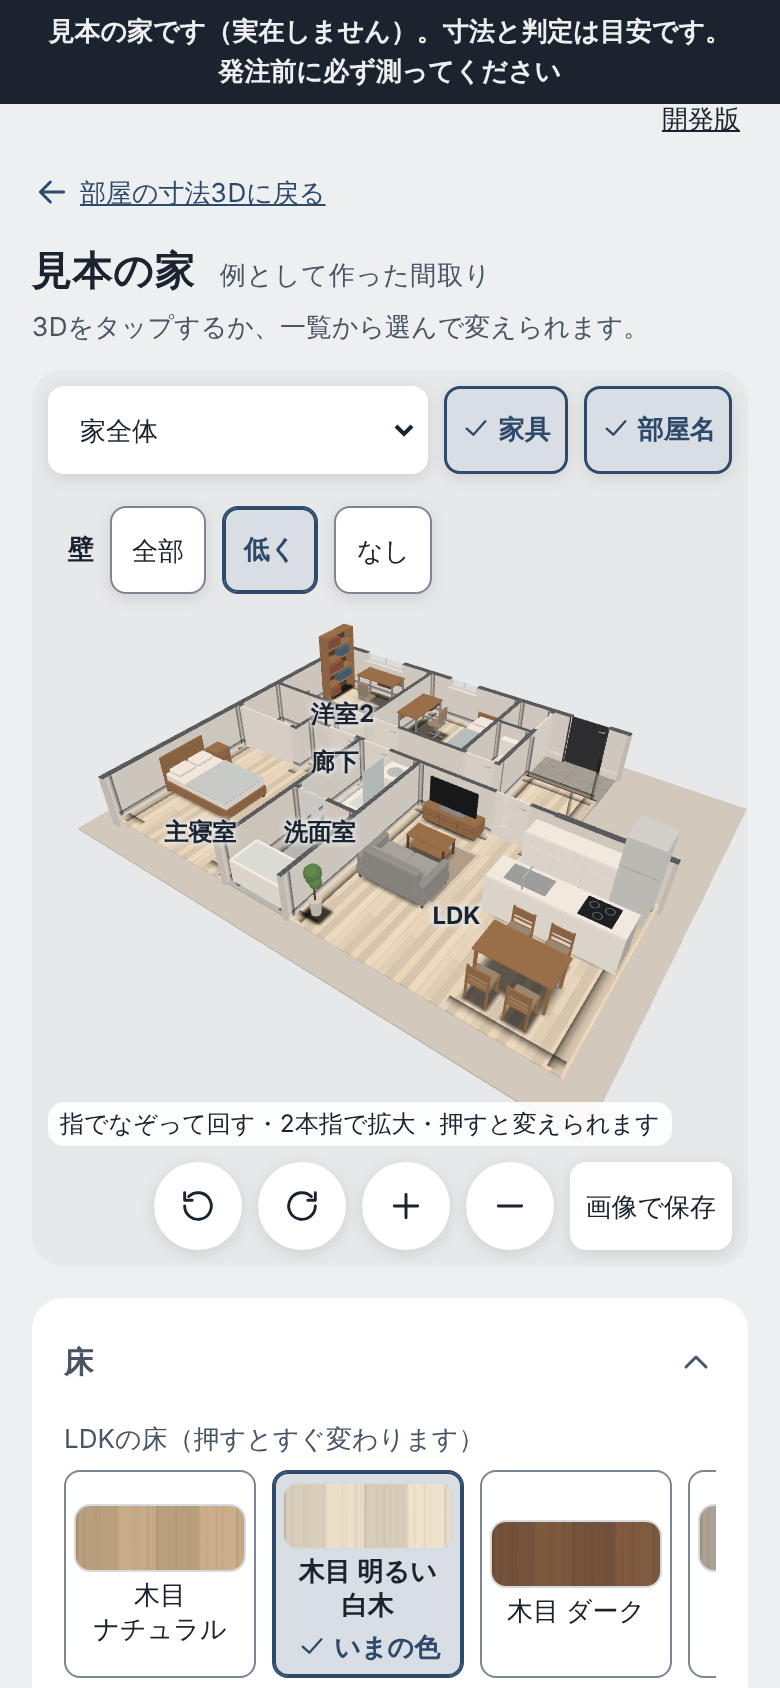 見本の家です（実在しません）。寸法と判定は目安です。
発注前に必ず測ってください
開発版
部屋の寸法3Dに戻る
見本の家 例として作った間取り
3Dをタップするか、一覧から選んで変えられます。
家全体 家具 部屋名
壁 全部 低く なし
洋室2
廊下
主寝室 洗面室
LDK
指でなぞって回す・2本指で拡大・押すと変えられます
画像で保存
床
LDKの床（押すとすぐ変わります）
木目
ナチュラル
木目 明るい
白木
いまの色
木目 ダーク